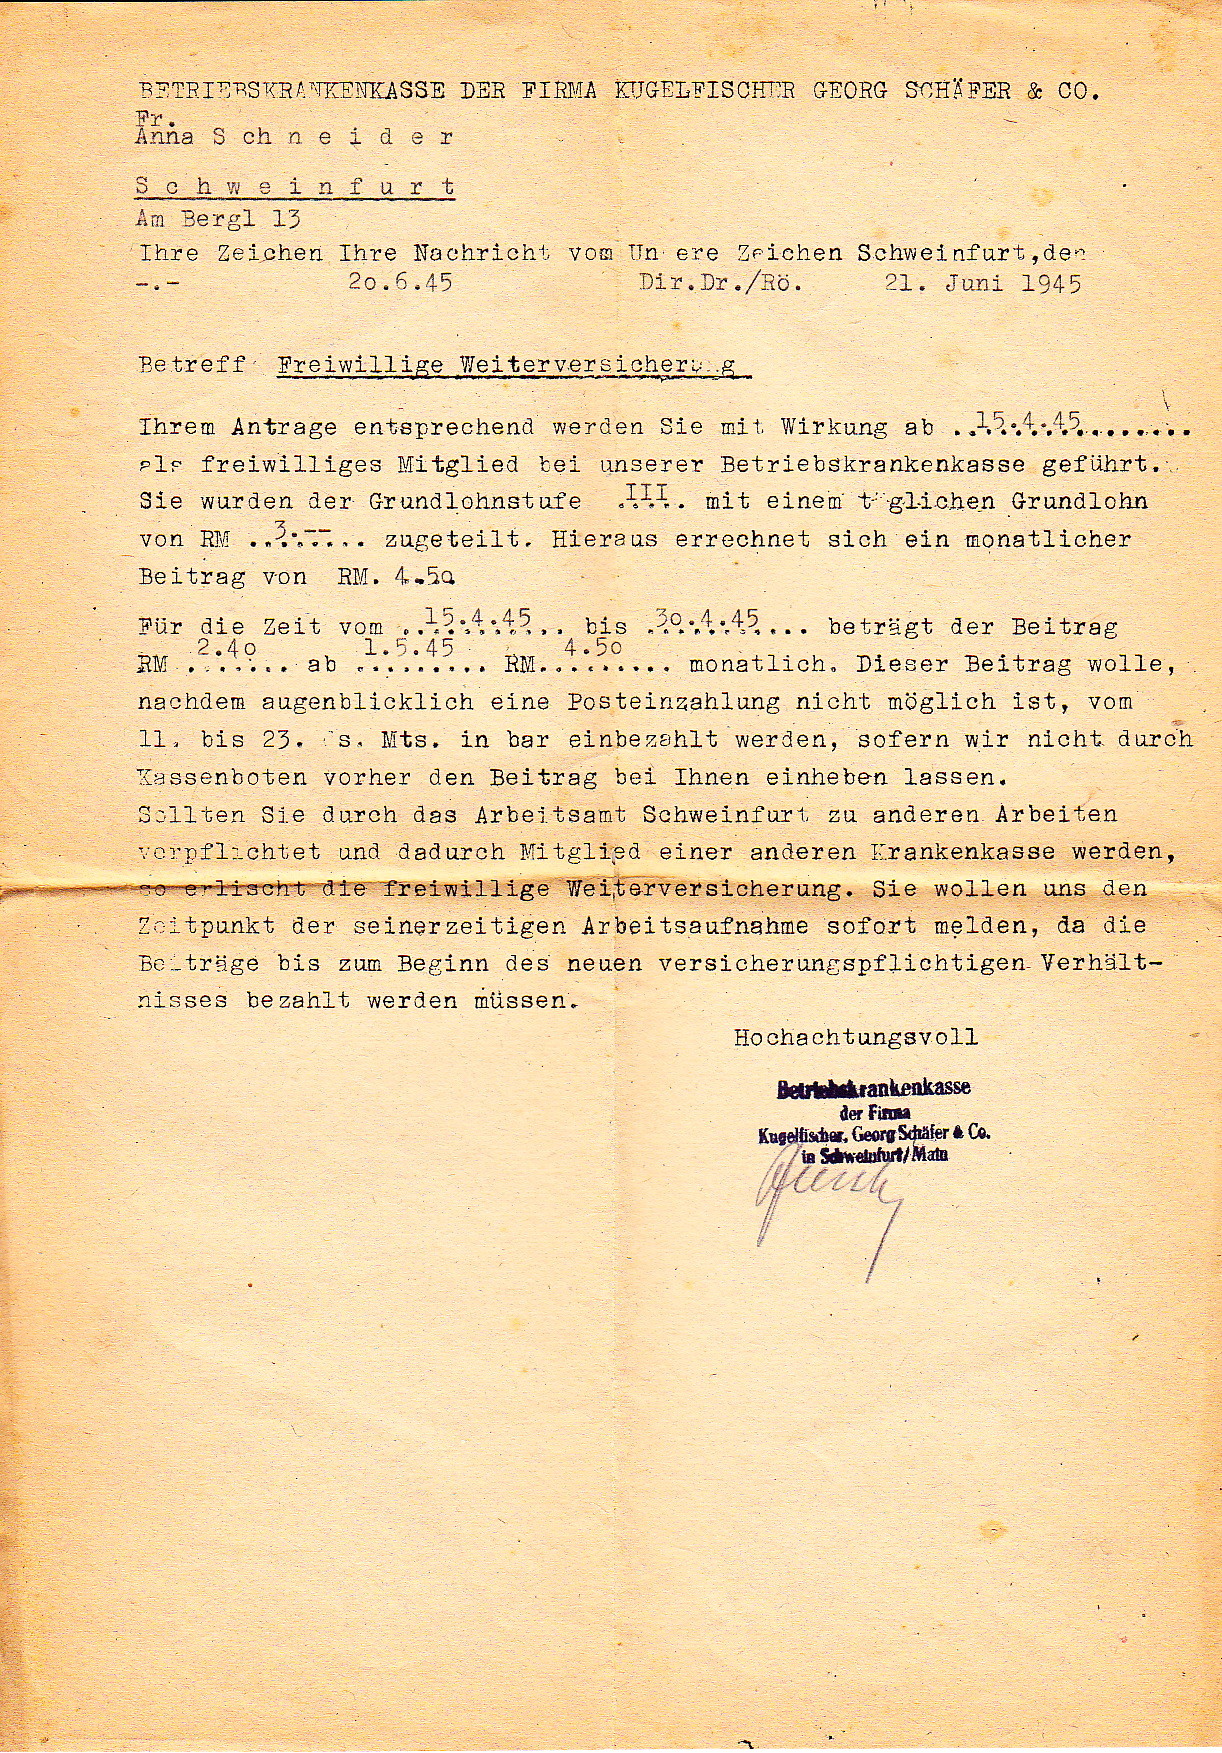 BETRIEBSKRANKENKASSE DER FIRMA KUGELFISCHER GEORG SCHÄFER & CO.
Fr.
Anna S ch n e i d e r
S c h w e i n f u r t
Am Bergl 13
Ihre Zeichen Ihre Nachricht vom Unsere Zeichen Schweinfurt,den
-.- 20.6.45 Dir.Dr./Rö. 21. Juni 1945
Betreff: Freiwillige Weiterversicherung
Ihrem Antrage entsprechend werden Sie mit Wirkung ab ..15.4.45........
als freiwilliges Mitglied bei unserer Betriebskrankenkasse geführt.
Sie wurden der Grundlohnstufe .III. mit einem täglichen Grundlohn
von RM ..3.--... zugeteilt. Hieraus errechnet sich ein monatlicher
Beitrag von RM. 4.50
Für die Zeit vom ..15.4.45.. bis .30.4.45... beträgt der Beitrag
RM .2.40... ab .1.5.45.. RM..4.50.... monatlich. Dieser Beitrag wolle,
nachdem augenblicklich eine Posteinzahlung nicht möglich ist, vom
11. bis 23. ds. Mts. in bar einbezahlt werden, sofern wir nicht durch
Kassenboten vorher den Beitrag bei Ihnen einheben lassen.
Sollten Sie durch das Arbeitsamt Schweinfurt zu anderen Arbeiten
verpflichtet und dadurch Mitglied einer anderen Krankenkasse werden,
so erlischt die freiwillige Weiterversicherung. Sie wollen uns den
Zeitpunkt der seinerzeitigen Arbeitsaufnahme sofort melden, da die
Beiträge bis zum Beginn des neuen versicherungspflichtigen Verhält-
nisses bezahlt werden müssen.
Hochachtungsvoll
Betriebskrankenkasse
der Firma
Kugelfischer, Georg Schäfer & Co.
in Schweinfurt/Main